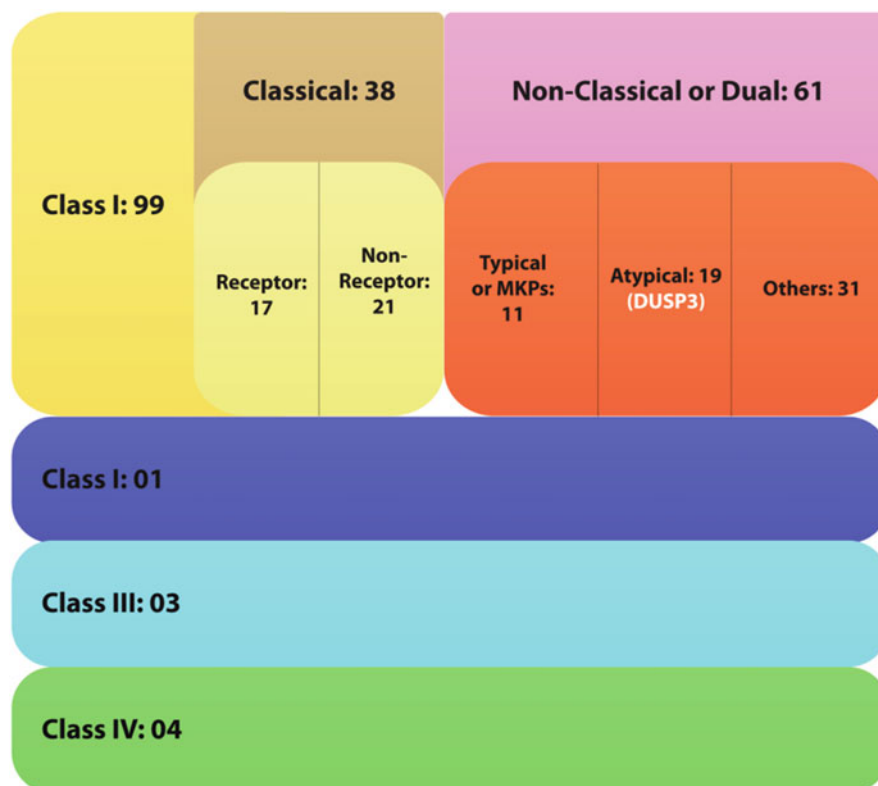 Classical: 38
Non-Classical or Dual: 61
Class I: 99
Receptor:
17
Non-
Receptor:
21
Typical
or MKPs:
11
Atypical: 19
(DUSP3)
Others: 31
Class I: 01
Class III: 03
Class IV: 04